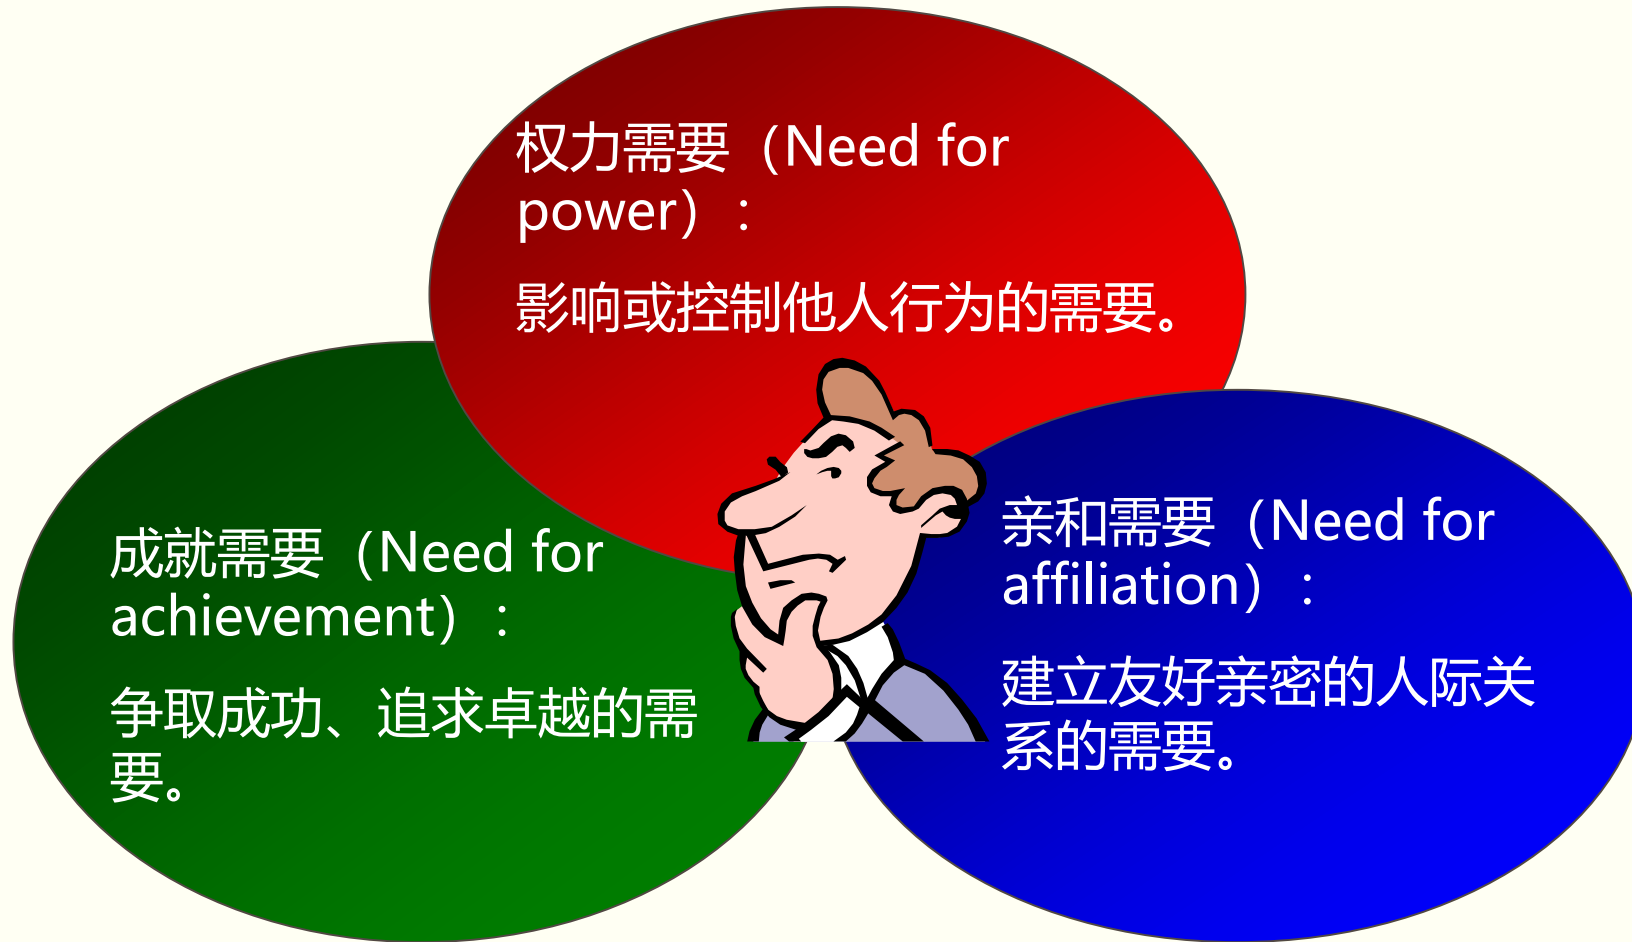 权力需要（Need for
power）：
影响或控制他人行为的需要。
成就需要（Need for
achievement）：
争取成功、追求卓越的需
要。
亲和需要（Need for
affiliation）：
建立友好亲密的人际关
系的需要。